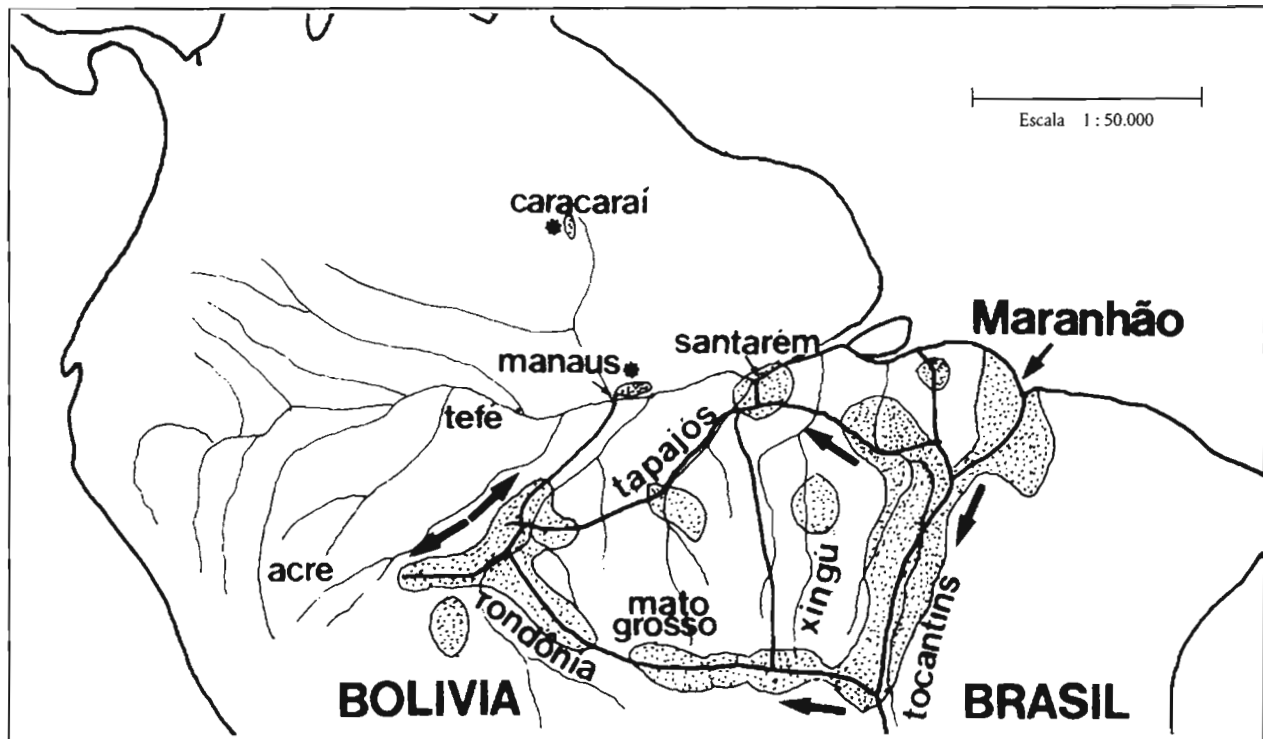 Escala 1 : 50.000
caracaraí
Maranhão
santarém
manaus
tefé
tapajós
acre
rondônia
mato
grosso
xingu
tocantins
BOLIVIA
BRASIL